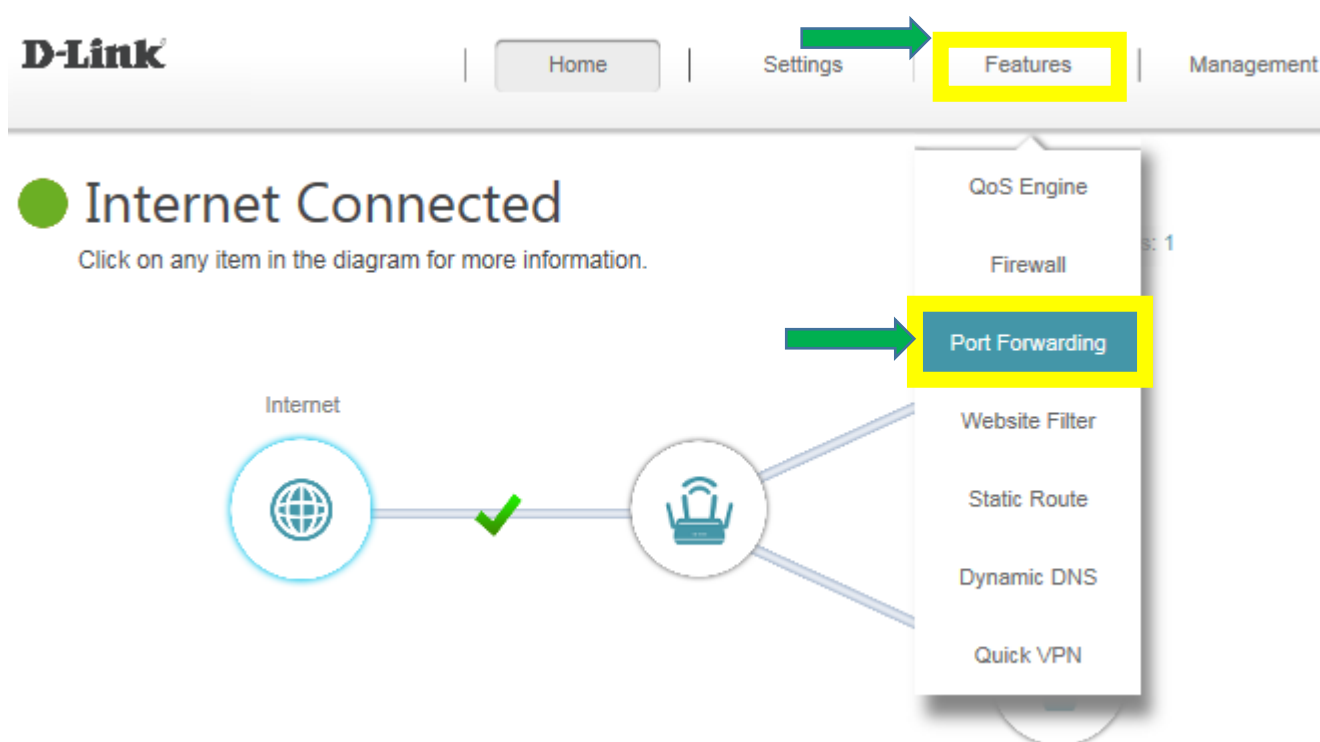 D-Link
Home
Settings
Features
Management
Internet Connected
Click on any item in the diagram for more information.
QoS Engine
Firewall
Port Forwarding
Website Filter
Static Route
Dynamic DNS
Quick VPN
s: 1
Internet